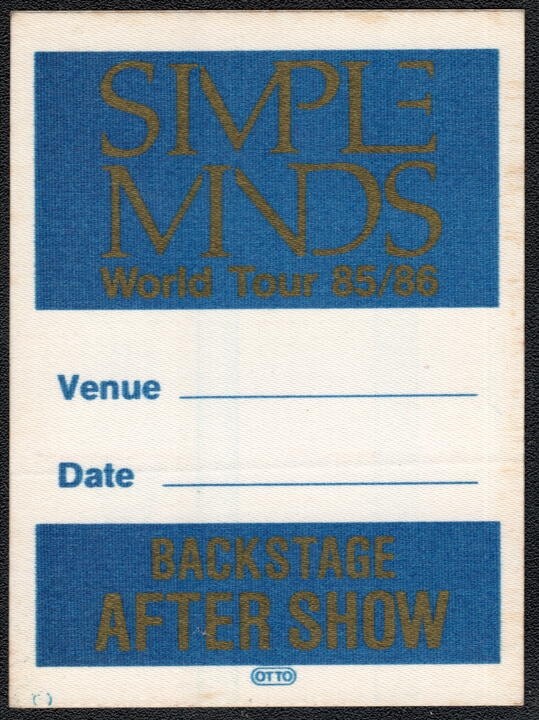 SIMPLE
MINDS
World Tour 85/86
Venue
Date
BACKSTAGE
AFTER SHOW
OTTO